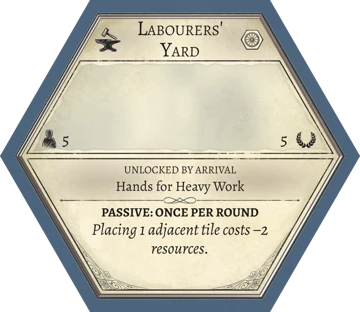 Labourers'
Yard
5 5
UNLOCKED BY ARRIVAL
Hands for Heavy Work
PASSIVE: ONCE PER ROUND
Placing 1 adjacent tile costs –2
resources.